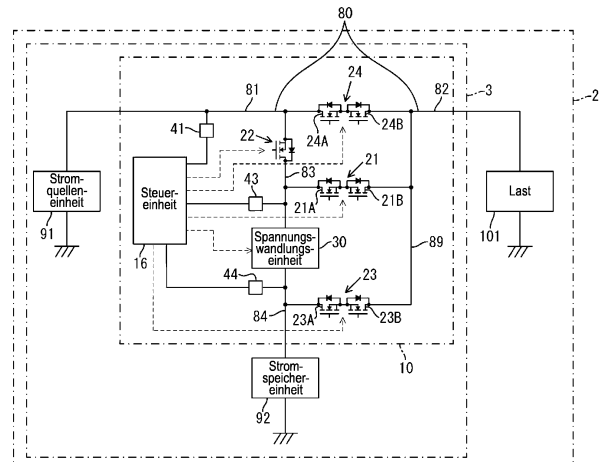 80
81
24
82
3
2
41
22
24A
24B
83
21
Strom-
quellen-
einheit
91
Steuer-
einheit
16
43
21A
21B
Last
101
Spannungs-
wandlungs-
einheit
30
89
44
23
84
23A
23B
10
Strom-
speicher-
einheit
92